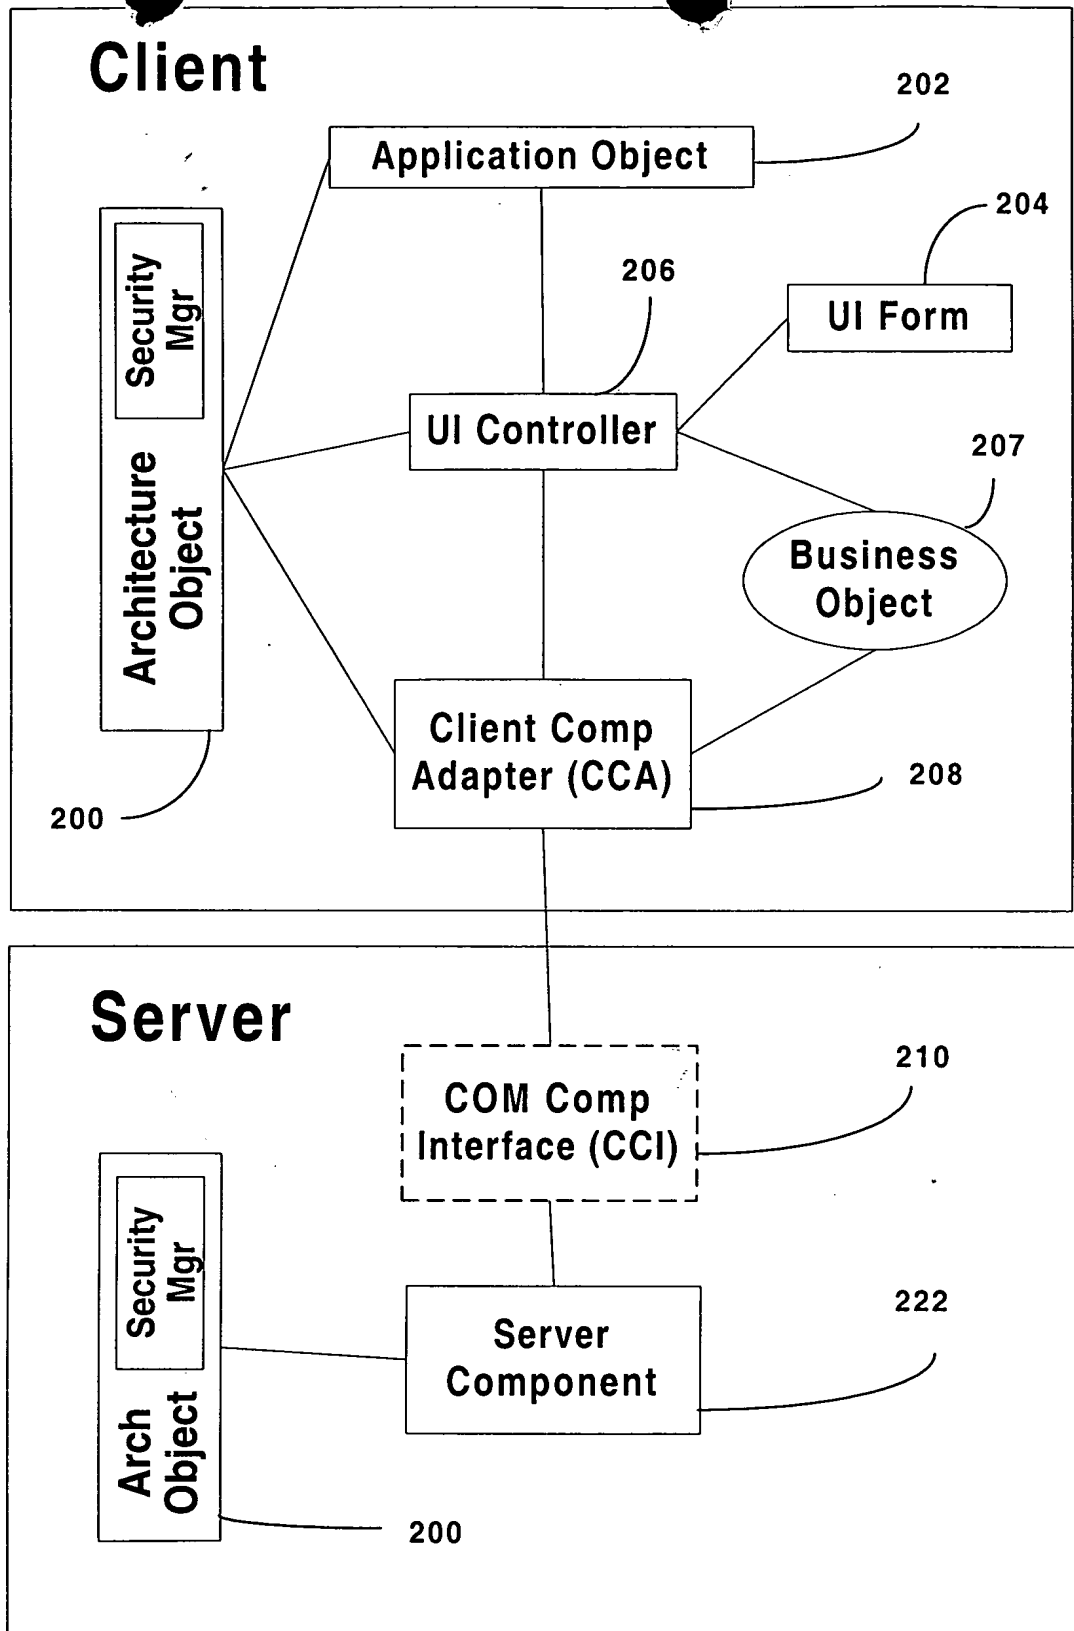 Client
202
Application Object
204
Security
Mgr
206
UI Form
UI Controller
207
Architecture
Object
Business
Object
Client Comp
Adapter (CCA)
208
200
Server
210
COM Comp
Interface (CCI)
Security
Mgr
222
Server
Component
Arch
Object
200